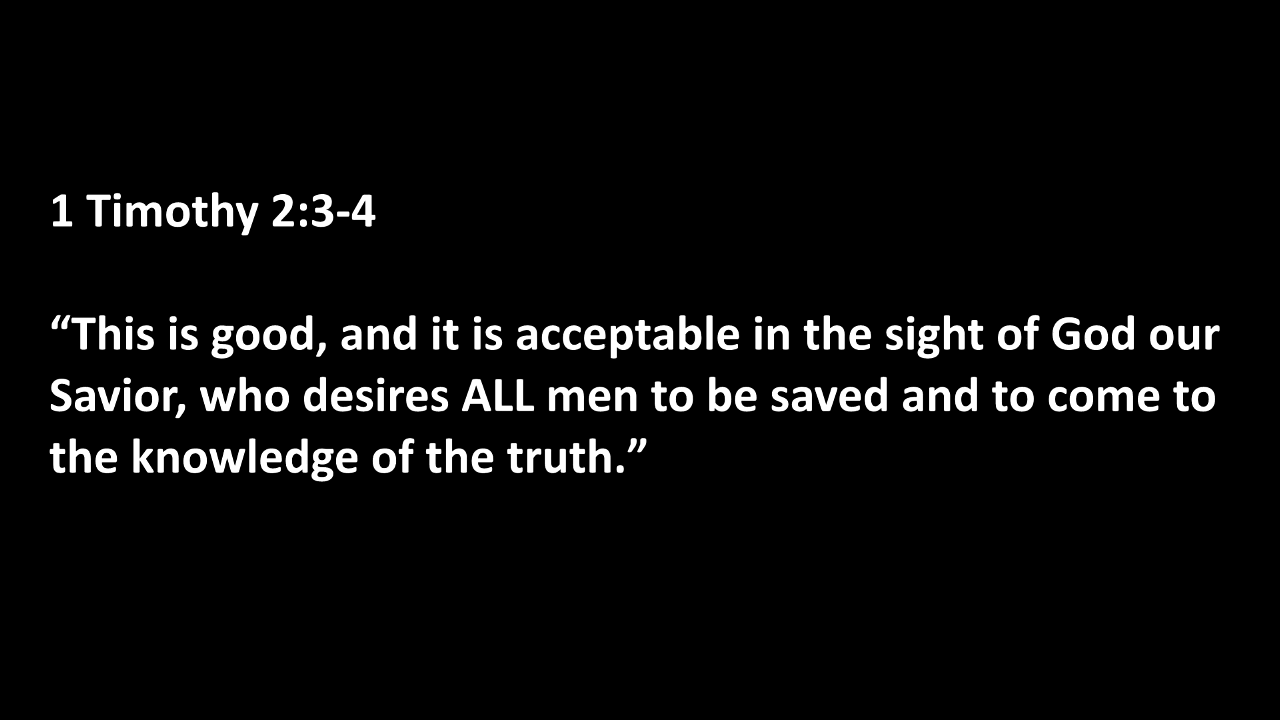 1 Timothy 2:3-4
“This is good, and it is acceptable in the sight of God our
Savior, who desires ALL men to be saved and to come to
the knowledge of the truth.”